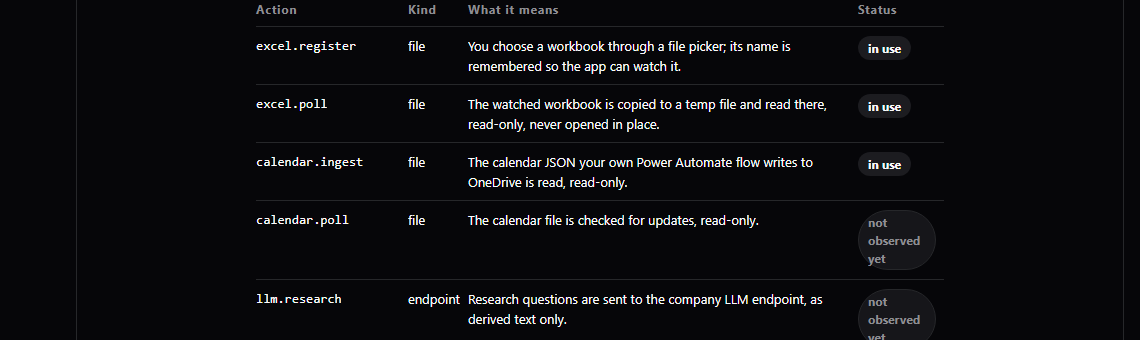 Action Kind What it means Status
excel.register file You choose a workbook through a file picker; its name is in use
remembered so the app can watch it.
excel.poll file The watched workbook is copied to a temp file and read there, in use
read-only, never opened in place.
calendar.ingest file The calendar JSON your own Power Automate flow writes to in use
OneDrive is read, read-only.
calendar.poll file The calendar file is checked for updates, read-only. not
observed
yet
llm.research endpoint Research questions are sent to the company LLM endpoint, as not
derived text only. observed
yet